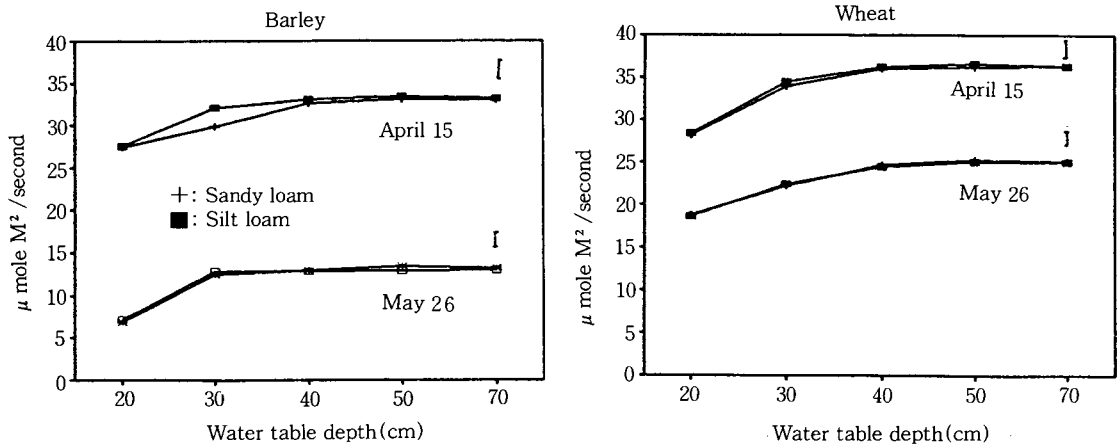 Barley
40
35
30
25
20
15
10
5
0
μ mole M² /second
April 15
+: Sandy loam
■: Silt loam
May 26
20 30 40 50 70
Water table depth(cm)
Wheat
40
35
30
25
20
15
10
5
0
μ mole M² /second
April 15
May 26
20 30 40 50 70
Water table depth(cm)